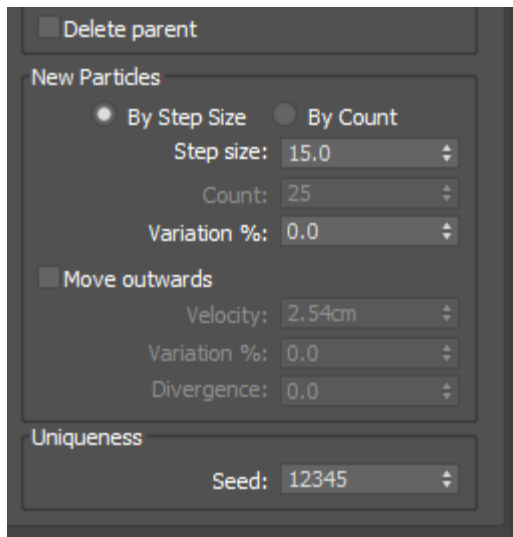 Delete parent
New Particles
By Step Size By Count
Step size: 15.0
Count: 25
Variation %: 0.0
Move outwards
Velocity: 2.54cm
Variation %: 0.0
Divergence: 0.0
Uniqueness
Seed: 12345